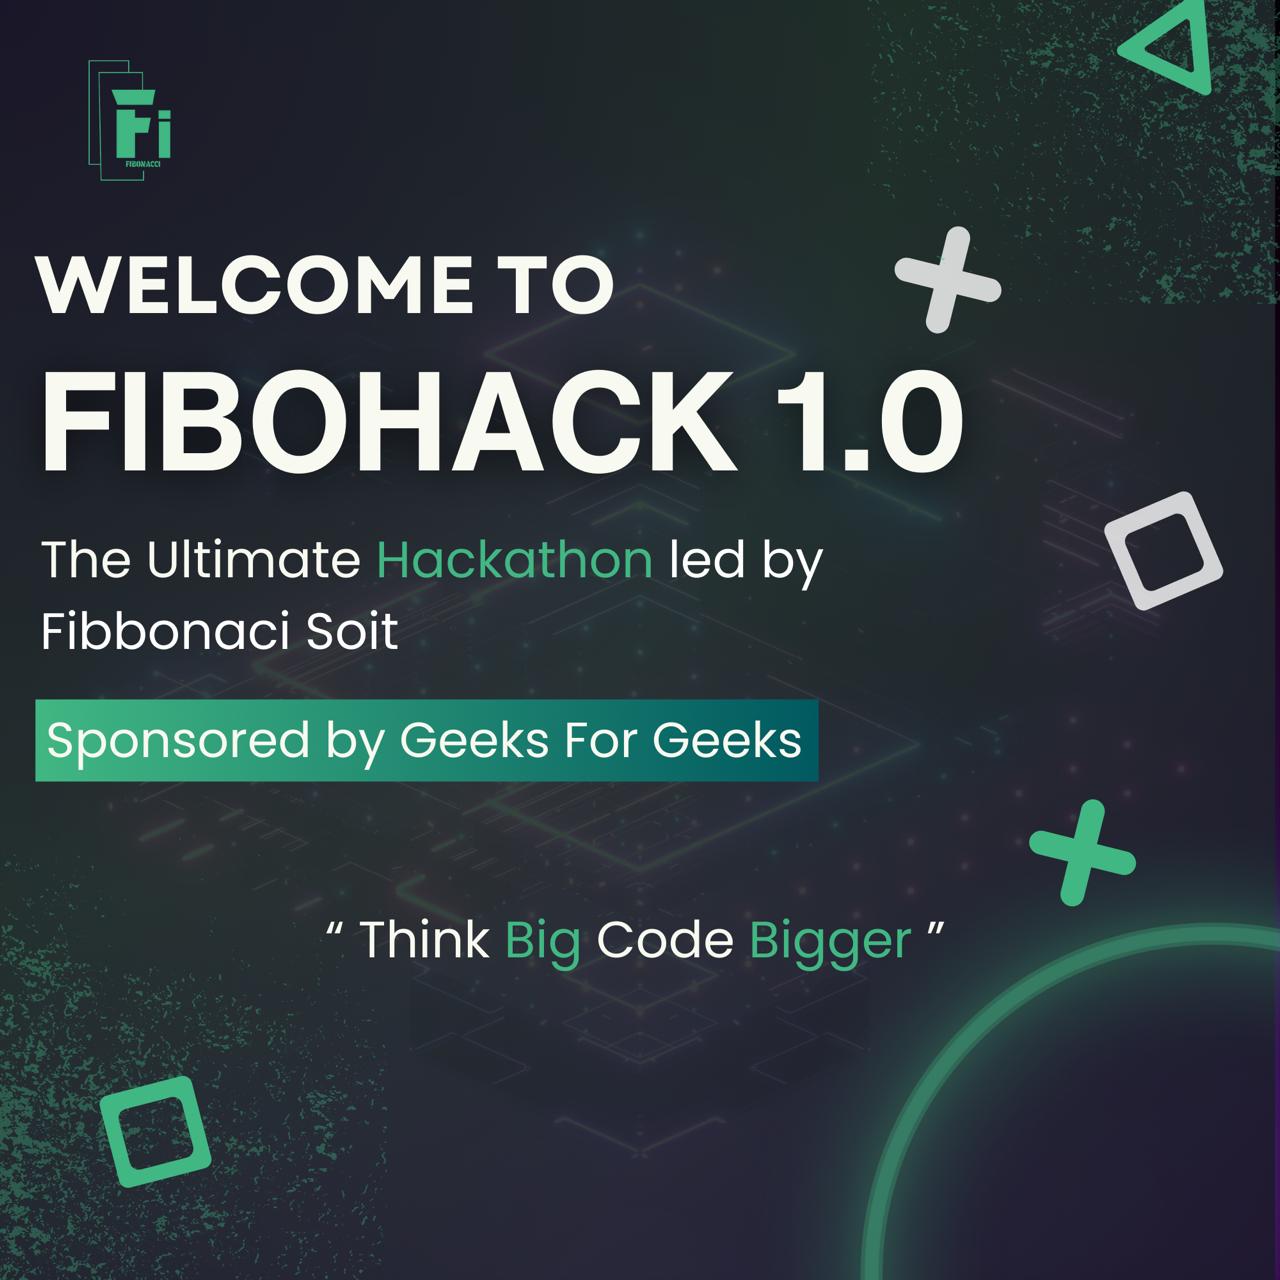 Fi
FIBONACCI
WELCOME TO
FIBOHACK 1.0
The Ultimate Hackathon led by
Fibbonaci Soit
Sponsored by Geeks For Geeks
“ Think Big Code Bigger ”